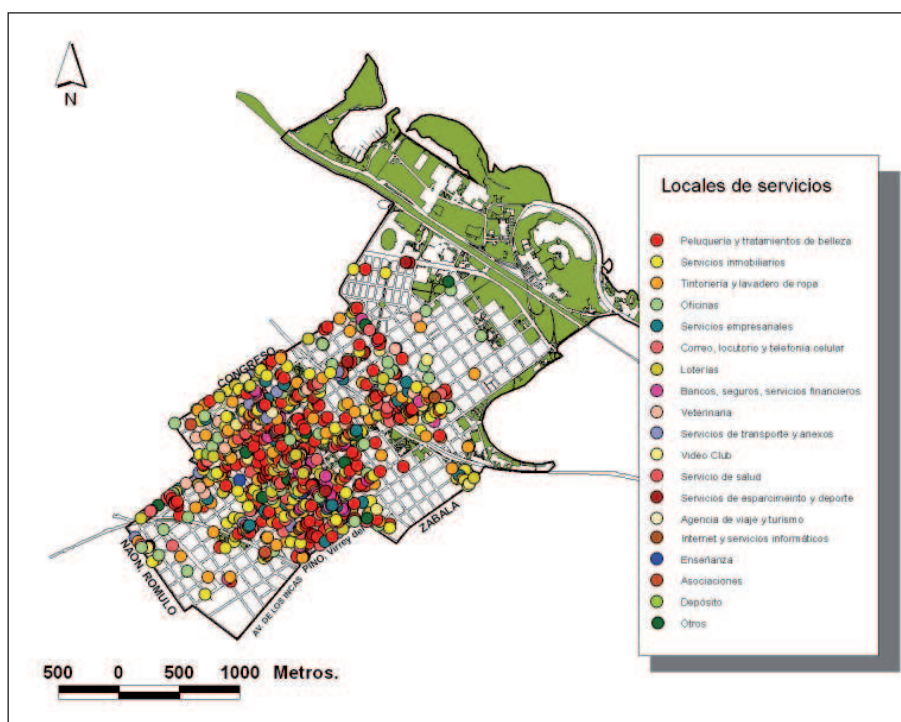 N
Locales de servicios
Peluquería y tratamientos de belleza
Servicios inmobiliarios
Tintorería y lavadero de ropa
Oficinas
Servicios empresariales
Correo, locutorio y telefonía celular
Loterías
Bancos, seguros, servicios financieros
Veterinaria
Servicios de transporte y anexos
Video Club
Servicio de salud
Servicios de esparcimeinto y deporte
Agencia de viaje y turismo
Internet y servicios informáticos
Enseñanza
Asociaciones
Depósito
Otros
CONGRESO
ZABALA
PINO, Virrey del
AV. DE LOS INCAS
NAON, ROMULO
500 0 500 1000 Metros.